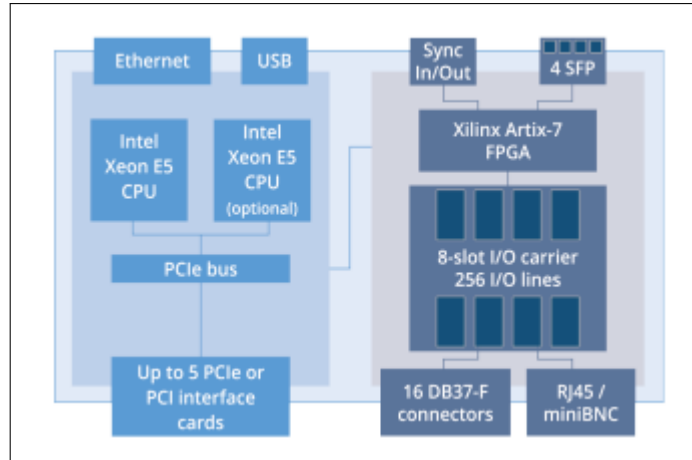 Ethernet
USB
Sync
In/Out
4 SFP
Intel
Xeon E5
CPU
Intel
Xeon E5
CPU
(optional)
Xilinx Artix-7
FPGA
PCIe bus
8-slot I/O carrier
256 I/O lines
Up to 5 PCIe or
PCI interface
cards
16 DB37-F
connectors
RJ45 /
miniBNC